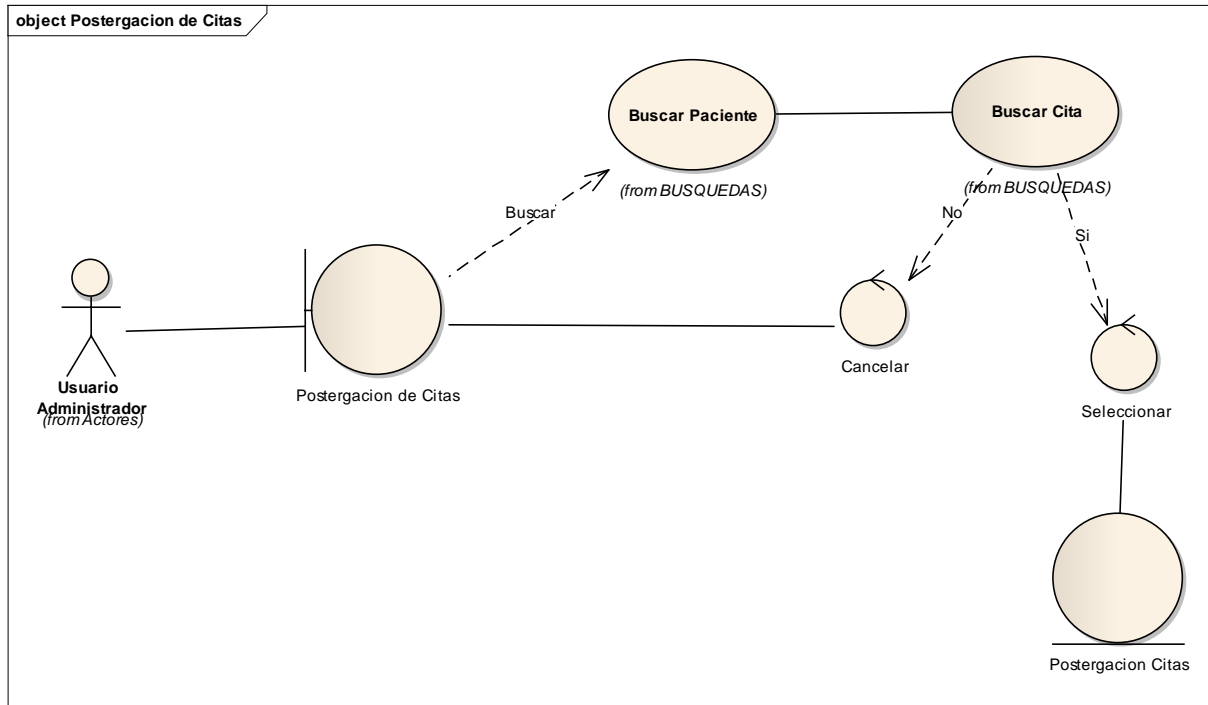 object Postergacion de Citas
Buscar Paciente
(from BUSQUEDAS)
Buscar Cita
(from BUSQUEDAS)
Buscar
No
Si
Usuario
Administrador
(from Actores)
Postergacion de Citas
Cancelar
Seleccionar
Postergacion Citas